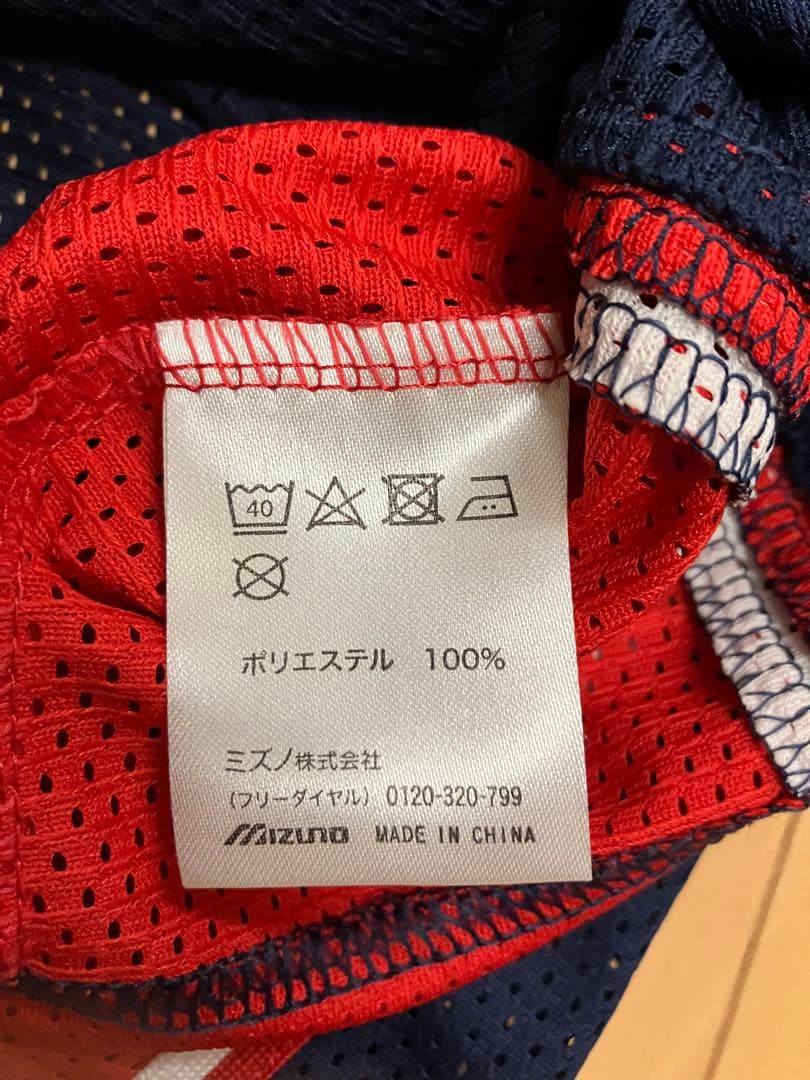 40
ポリエステル 100%
ミズノ株式会社
(フリーダイヤル) 0120-320-799
MIZUNO MADE IN CHINA